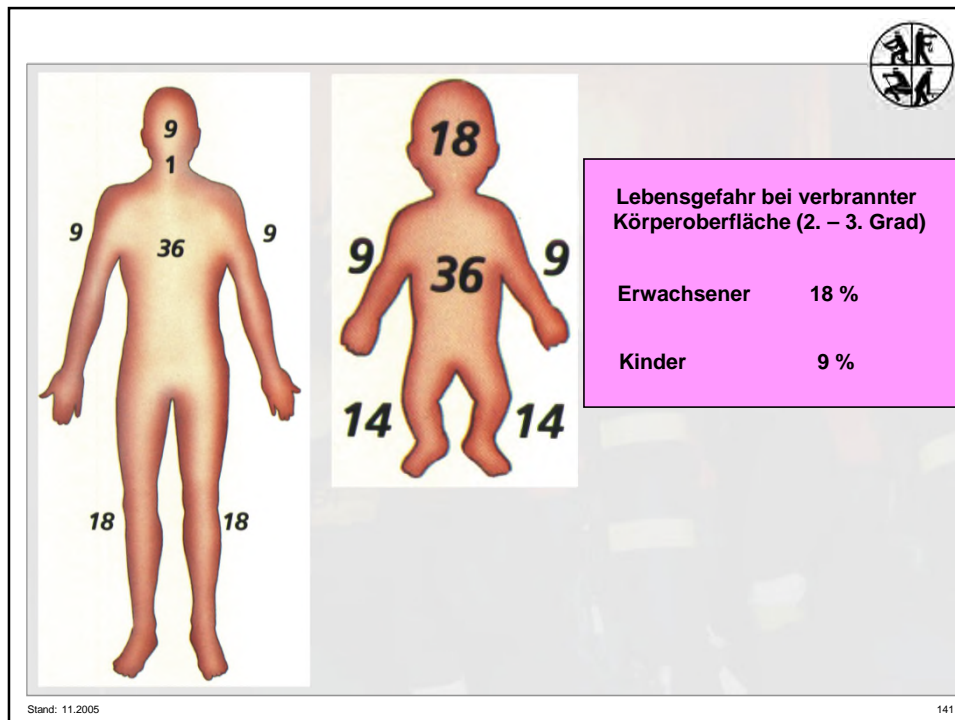 9
1
9
36
9
18
18
18
9
36
9
14
14
Lebensgefahr bei verbrannter
Körperoberfläche (2. – 3. Grad)
Erwachsener 18 %
Kinder 9 %
Stand: 11.2005
141